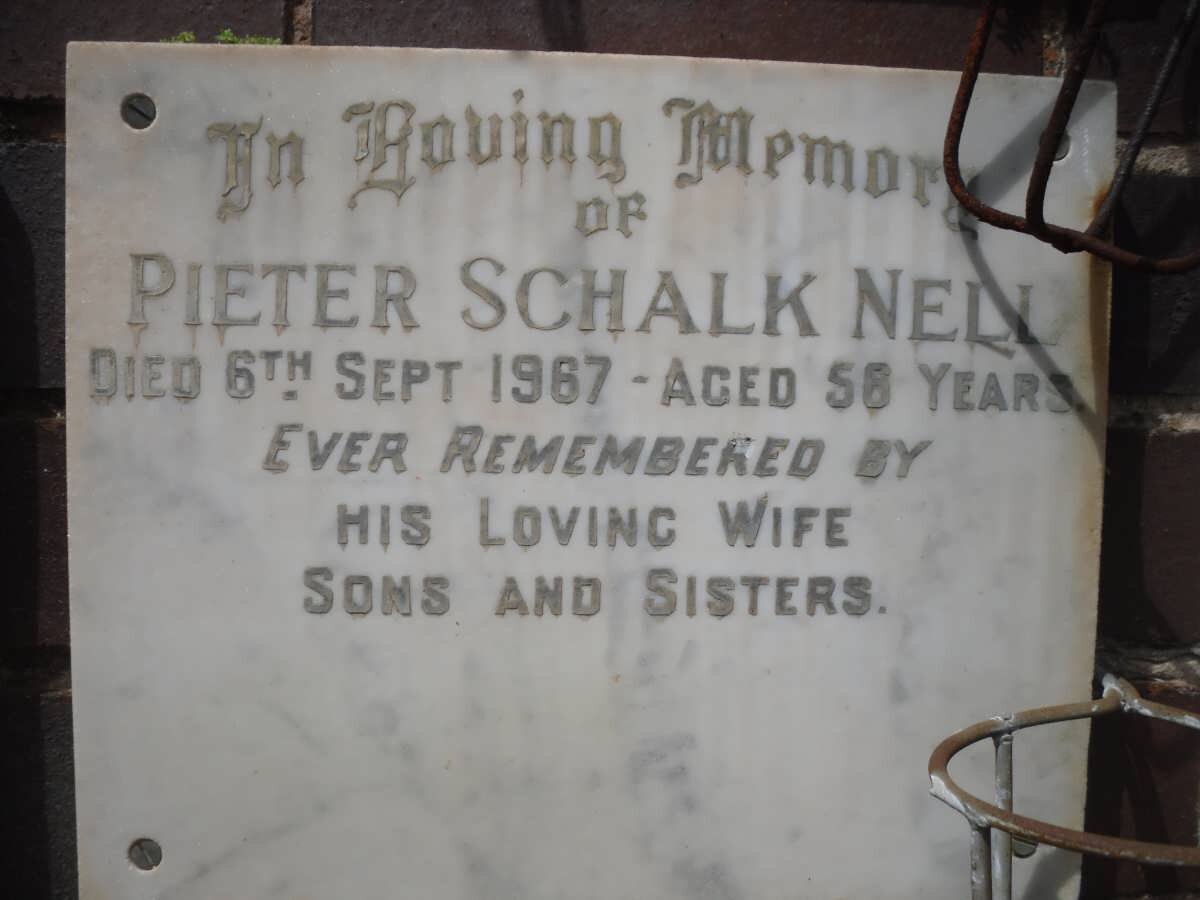 In Loving Memory
of
PIETER SCHALK NELL
DIED 6TH SEPT 1967 - AGED 58 YEARS.
EVER REMEMBERED BY
HIS LOVING WIFE
SONS AND SISTERS.